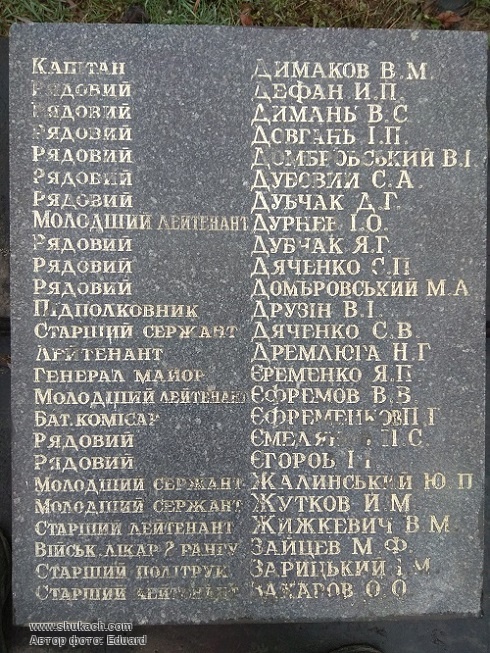 Капитан Димаков В.М.
Рядовий Дефан И.П.
Рядовий Димань В.С
Рядовий Довгань І.П.
Рядовий Домбровський В.І.
Рядовий Дубовий С.А.
Рядовий Дубчак Д.Г.
Молодший лейтенант Дурнев І.О.
Рядовий Дубчак Я.Г.
Рядовий Дяченко С.П
Рядовий Домбровський М.А
Підполковник Друзін В.І.
Старший сержант Дяченко С.В.
Лейтенант Дремлюга Н.Г
Генерал майор Єременко Я.П
Молодший лейтенант Єфремов В.В.
Бат. комісар Єфременков П.Г
Рядовий
Рядовий
Молодший сержант Жалинський Ю.П
Молодший сержант Жутков И.М
Старший лейтенант Жижкевич В.М.
Військ. лікар 2 рангу Зайцев М.Ф.
Старший політрук Зарицький І.М.
Старший лейтенант Захаров О.О
www.shukach.com
Автор фото: Eduard